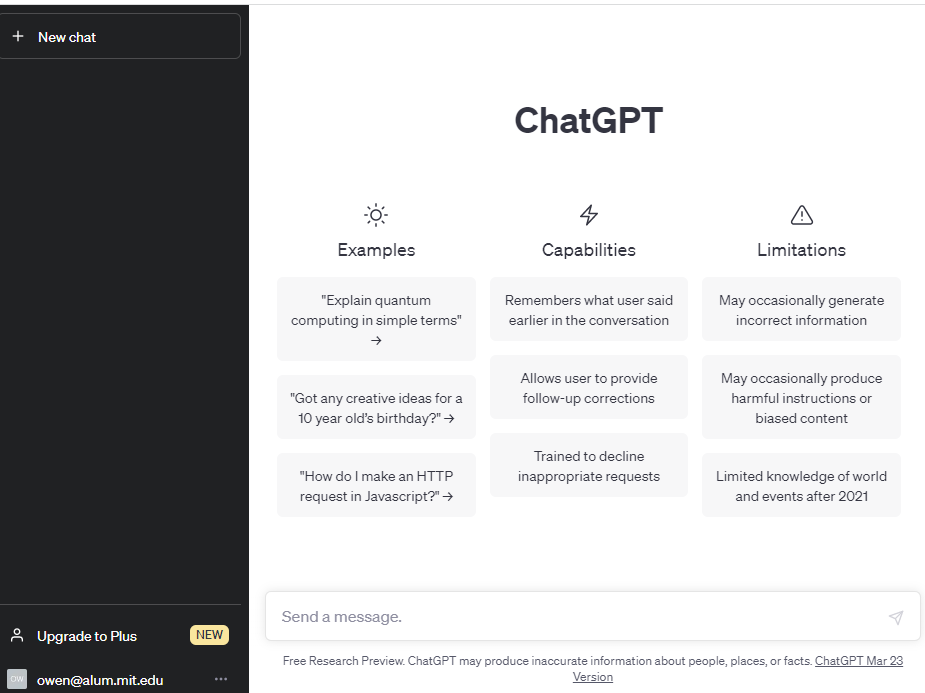 + New chat
ChatGPT
Examples
"Explain quantum
computing in simple terms"
→
"Got any creative ideas for a
10 year old’s birthday?" →
"How do I make an HTTP
request in Javascript?" →
Capabilities
Remembers what user said
earlier in the conversation
Allows user to provide
follow-up corrections
Trained to decline
inappropriate requests
Limitations
May occasionally generate
incorrect information
May occasionally produce
harmful instructions or
biased content
Limited knowledge of world
and events after 2021
Send a message.
Free Research Preview. ChatGPT may produce inaccurate information about people, places, or facts. ChatGPT Mar 23
Version
Upgrade to Plus NEW
OW owen@alum.mit.edu ···